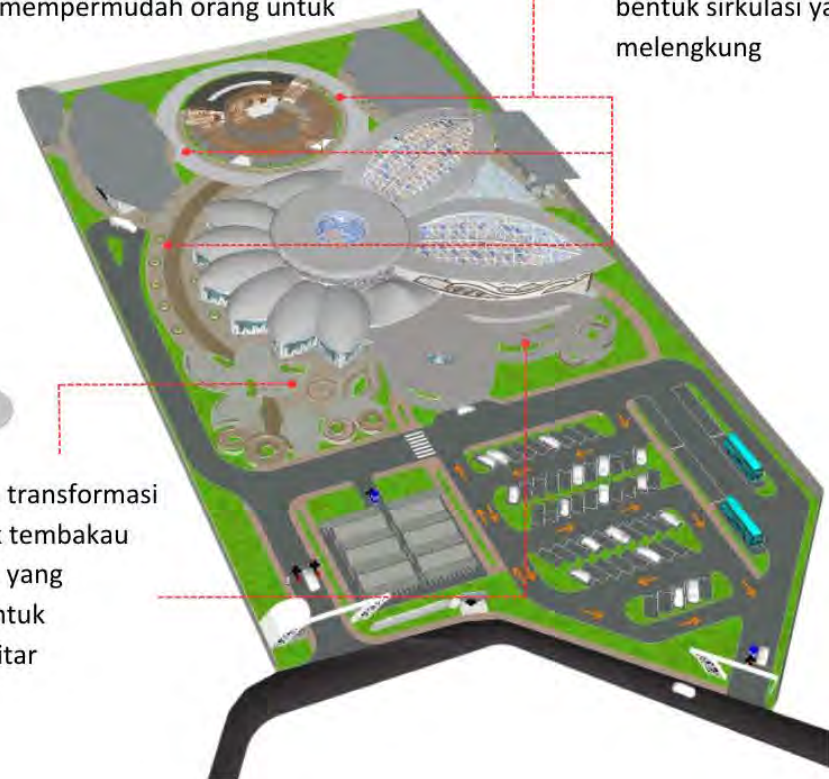 mempermudah orang untuk
bentuk sirkulasi ya
melengkung
transformasi
tembakau
yang
ntuk
itar